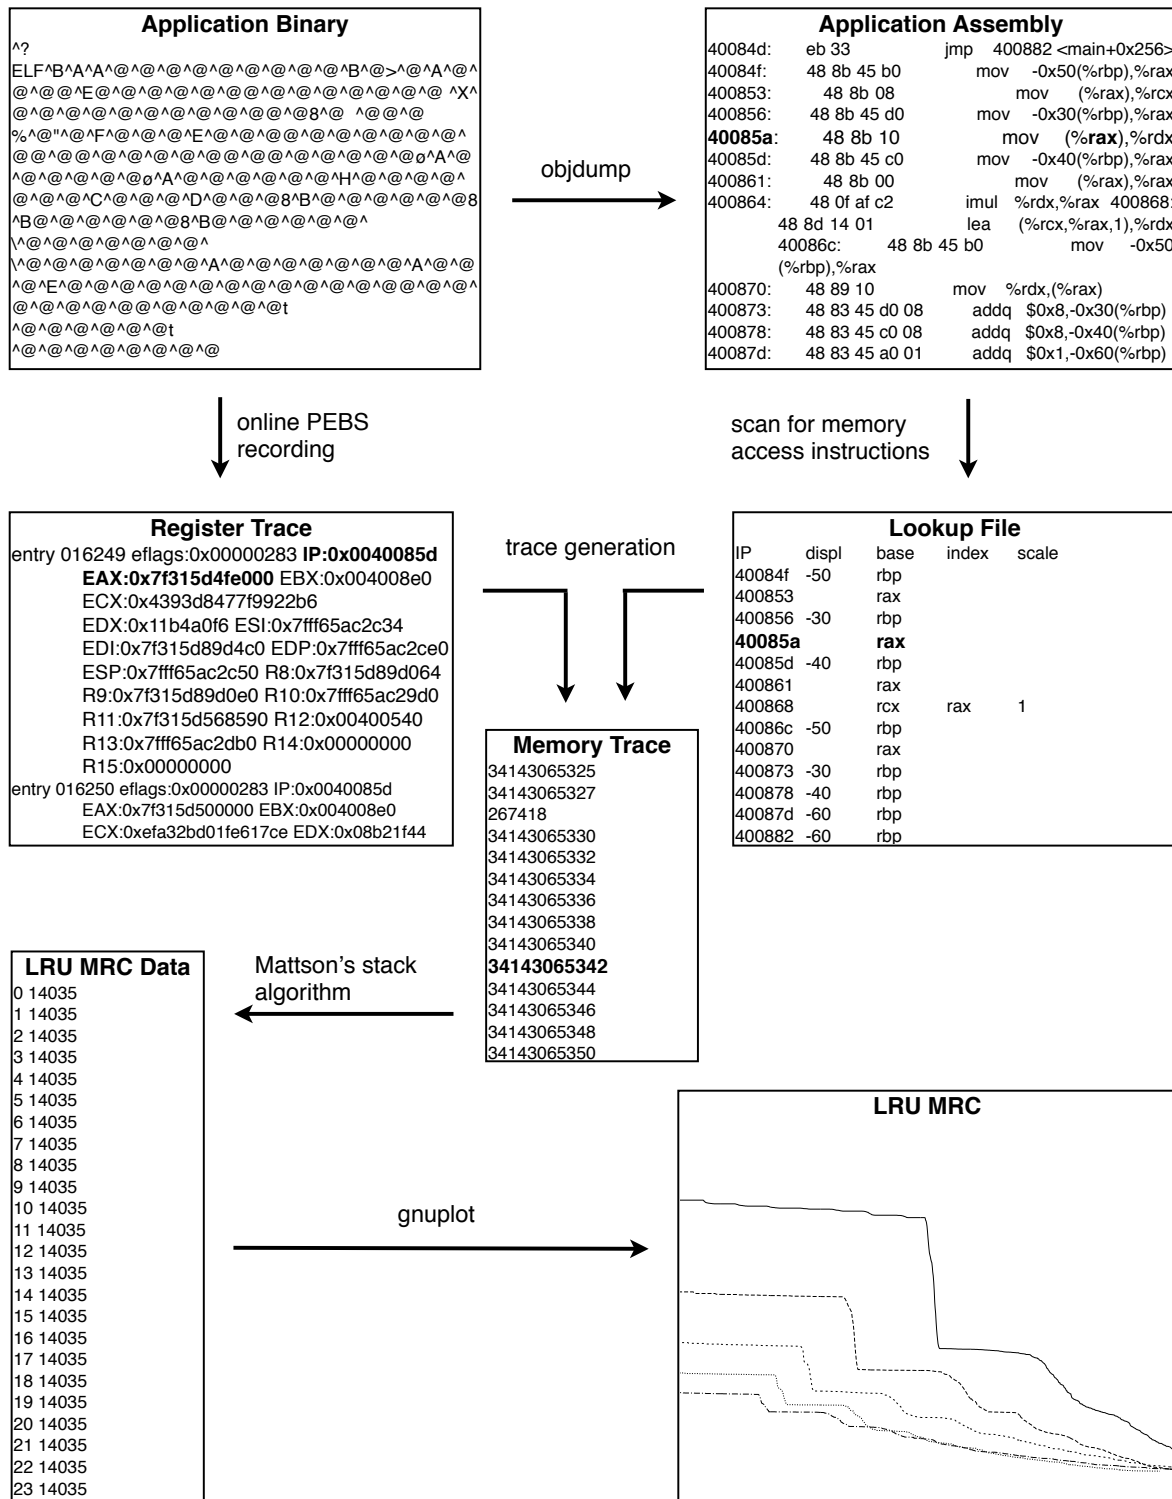 Application Binary
^?
ELF^B^A^A^@^@^@^@^@^@^@^@^@^B^@>^@^A^@^
@^@@^E@^@^@^@^@^@@^@^@^@^@^@^@^@ ^X^
@^@^@^@^@^@^@^@^@^@^@@^@8^@ ^@@^@
%^@"^@^F^@^@^@^E^@^@^@@^@^@^@^@^@^@^
@@^@@^@^@^@^@^@^@@^@^@^@^@^@^@ø^A^@
^@^@^@^@^@ø^A^@^@^@^@^@^@^H^@^@^@^@^
@^@^@^C^@^@^@^D^@^@^@8^B^@^@^@^@^@^@8
^B@^@^@^@^@^@8^B@^@^@^@^@^@^
\^@^@^@^@^@^@^@^
\^@^@^@^@^@^@^@^A^@^@^@^@^@^@^@^A^@^@
^@^E^@^@^@^@^@^@^@^@^@^@^@^@^@@^@^@^
@^@^@^@^@@^@^@^@^@^@^@t
^@^@^@^@^@^@t
^@^@^@^@^@^@^@^@
Application Assembly
40084d: eb 33 jmp 400882 <main+0x256>
40084f: 48 8b 45 b0 mov -0x50(%rbp),%rax
400853: 48 8b 08 mov (%rax),%rcx
400856: 48 8b 45 d0 mov -0x30(%rbp),%rax
40085a: 48 8b 10 mov (%rax),%rdx
40085d: 48 8b 45 c0 mov -0x40(%rbp),%rax
400861: 48 8b 00 mov (%rax),%rax
400864: 48 0f af c2 imul %rdx,%rax 400868:
48 8d 14 01 lea (%rcx,%rax,1),%rdx
40086c: 48 8b 45 b0 mov -0x50
(%rbp),%rax
400870: 48 89 10 mov %rdx,(%rax)
400873: 48 83 45 d0 08 addq $0x8,-0x30(%rbp)
400878: 48 83 45 c0 08 addq $0x8,-0x40(%rbp)
40087d: 48 83 45 a0 01 addq $0x1,-0x60(%rbp)
objdump
online PEBS
recording
scan for memory
access instructions
Register Trace
entry 016249 eflags:0x00000283 IP:0x0040085d
EAX:0x7f315d4fe000 EBX:0x004008e0
ECX:0x4393d8477f9922b6
EDX:0x11b4a0f6 ESI:0x7fff65ac2c34
EDI:0x7f315d89d4c0 EDP:0x7fff65ac2ce0
ESP:0x7fff65ac2c50 R8:0x7f315d89d064
R9:0x7f315d89d0e0 R10:0x7fff65ac29d0
R11:0x7f315d568590 R12:0x00400540
R13:0x7fff65ac2db0 R14:0x00000000
R15:0x00000000
entry 016250 eflags:0x00000283 IP:0x0040085d
EAX:0x7f315d500000 EBX:0x004008e0
ECX:0xefa32bd01fe617ce EDX:0x08b21f44
trace generation
Lookup File
IP displ base index scale
40084f -50 rbp
400853 rax
400856 -30 rbp
40085a rax
40085d -40 rbp
400861 rax
400868 rcx rax 1
40086c -50 rbp
400870 rax
400873 -30 rbp
400878 -40 rbp
40087d -60 rbp
400882 -60 rbp
Memory Trace
34143065325
34143065327
267418
34143065330
34143065332
34143065334
34143065336
34143065338
34143065340
34143065342
34143065344
34143065346
34143065348
34143065350
Mattson's stack
algorithm
LRU MRC Data
0 14035
1 14035
2 14035
3 14035
4 14035
5 14035
6 14035
7 14035
8 14035
9 14035
10 14035
11 14035
12 14035
13 14035
14 14035
15 14035
16 14035
17 14035
18 14035
19 14035
20 14035
21 14035
22 14035
23 14035
gnuplot
LRU MRC